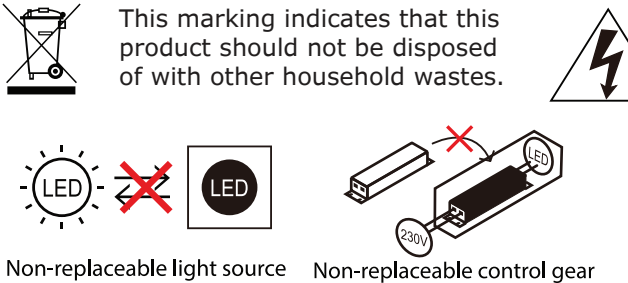 This marking indicates that this
product should not be disposed
of with other household wastes.
LED
LED
LED
230V
Non-replaceable light source
Non-replaceable control gear